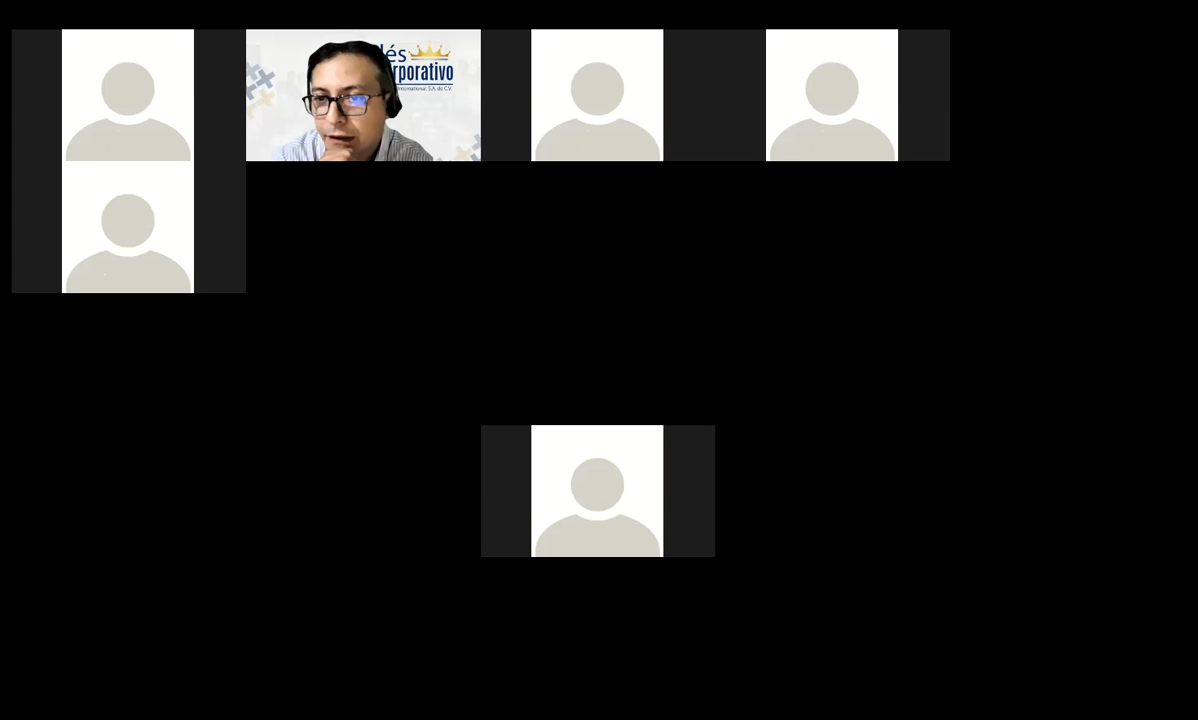 lés
rporativo
International, S.A. de C.V.